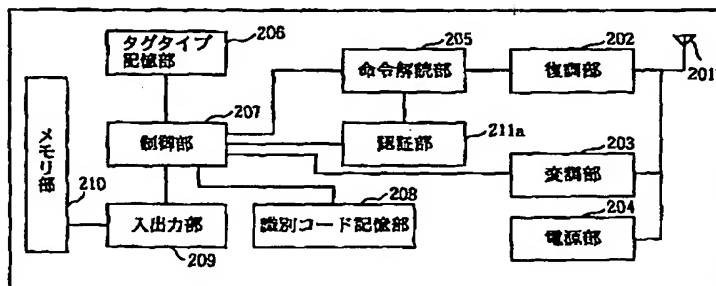 206
タグタイプ
記憶部
205
命令解読部
202
復調部
201
207
制御部
認証部
211a
203
変調部
メモリ部
210
208
204
入出力部
209
識別コード記憶部
電源部